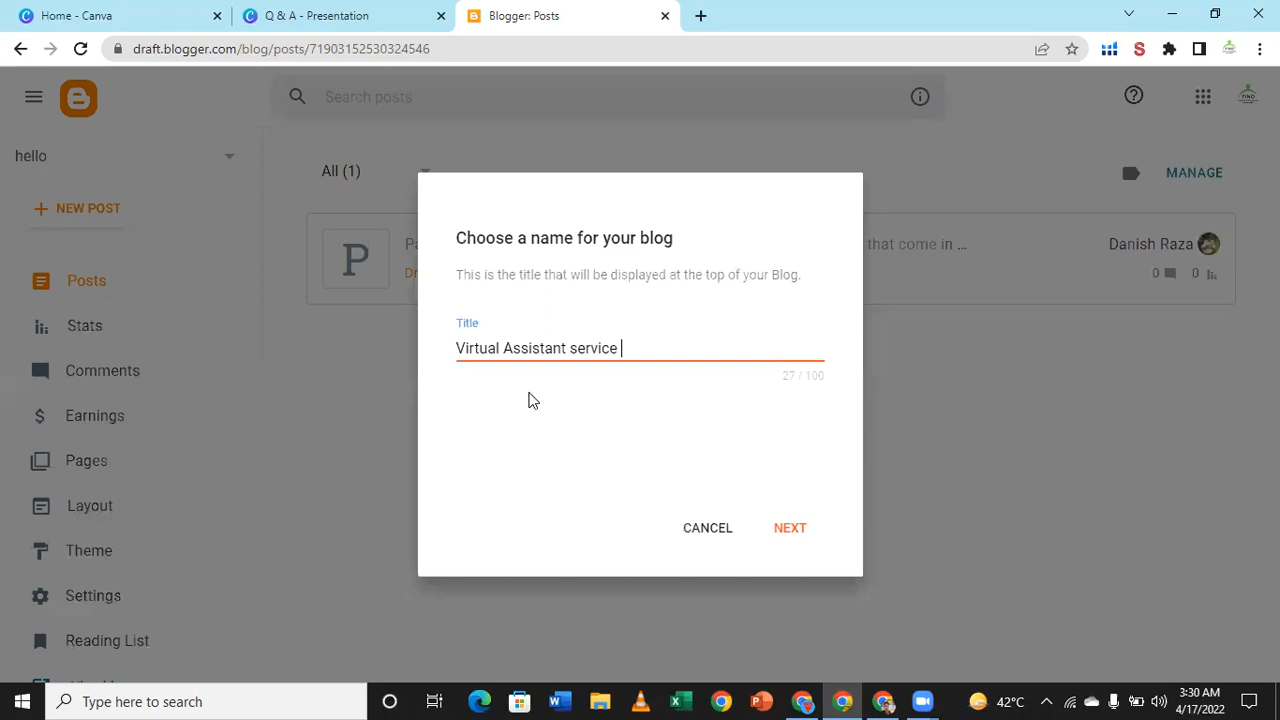 Home - Canva
Q & A - Presentation
Blogger: Posts
draft.blogger.com/blog/posts/71903152530324546
S
Search posts
FIND
hello
All (1)
MANAGE
NEW POST
P
that come in ...
Danish Raza
0
0
Choose a name for your blog
This is the title that will be displayed at the top of your Blog.
Title
Virtual Assistant service
27 / 100
CANCEL
NEXT
Posts
Stats
Comments
Earnings
Pages
Layout
Theme
Settings
Reading List
Type here to search
42°C
3:30 AM
4/17/2022